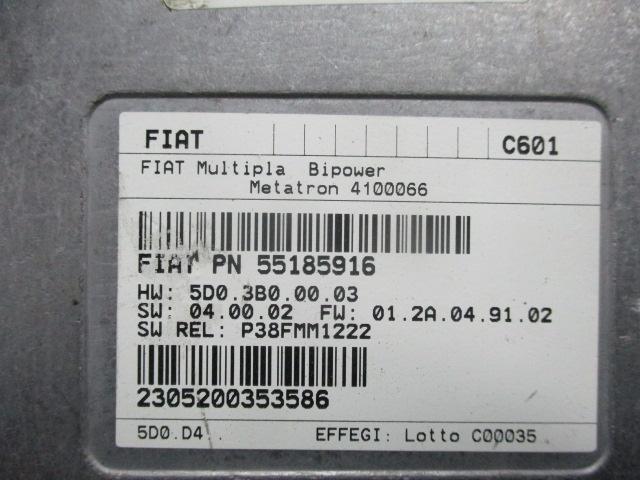 FIAT C601
FIAT Multipla Bipower
Metatron 4100066
FIAT PN 55185916
HW: 5D0.3B0.00.03
SW: 04.00.02 FW: 01.2A.04.91.02
SW REL: P38FMM1222
2305200353586
5D0.D4 EFFEGI: Lotto C00035